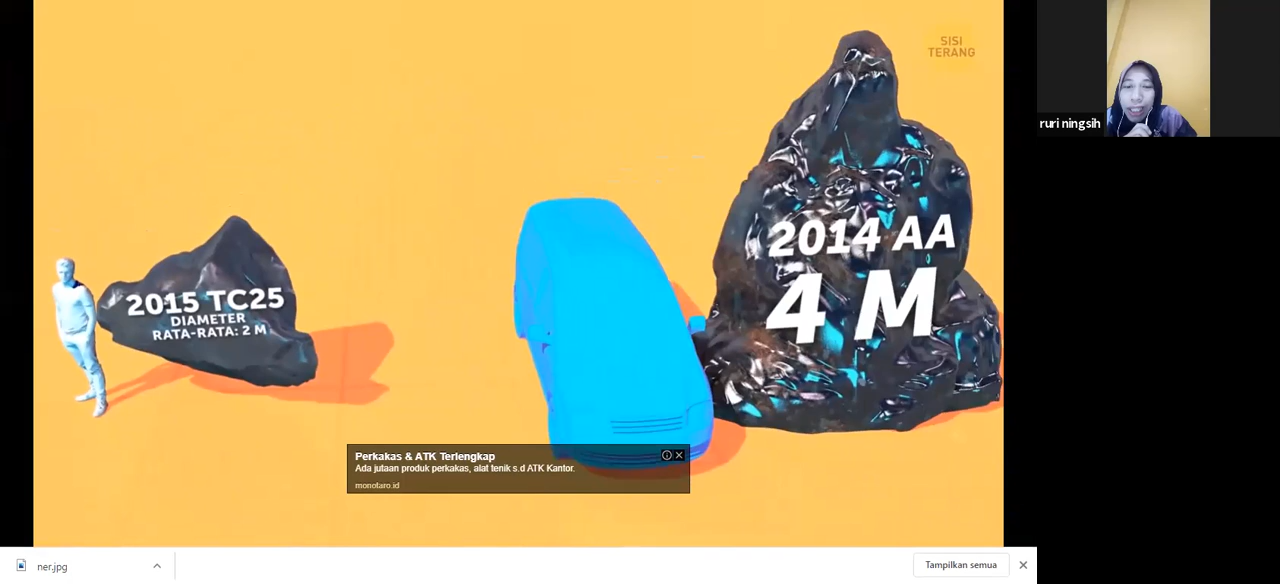 SISI
TERANG
ruri ningsih
2015 TC25
DIAMETER
RATA-RATA: 2 M
2014 AA
4 M
Perkakas & ATK Terlengkap
Ada jutaan produk perkakas, alat tenik s.d ATK Kantor.
monotaro.id
ner.jpg
Tampilkan semua